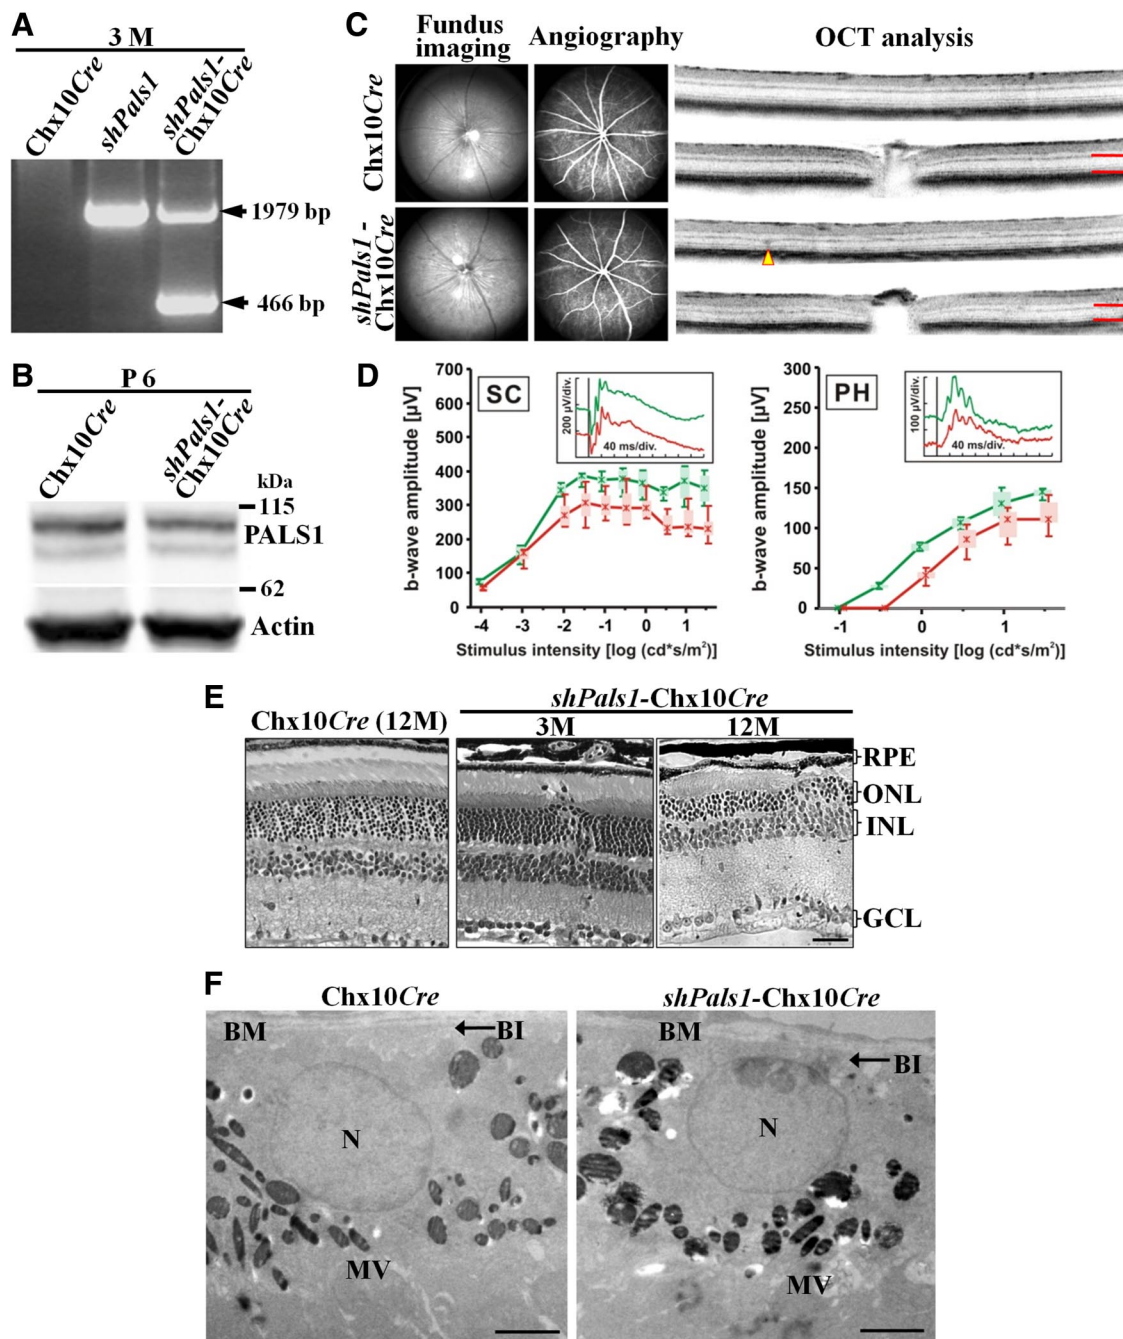 A
3 M
Chx10Cre
shPals1
shPals1-
Chx10Cre
1979 bp
466 bp
B
P 6
Chx10Cre
shPals1-
Chx10Cre
kDa
115
PALS1
62
Actin
C
Fundus
imaging
Angiography
OCT analysis
Chx10Cre
shPals1-
Chx10Cre
D
SC
b-wave amplitude [µV]
700
600
500
400
300
200
100
0
200 µV/div.
40 ms/div.
-4
-3
-2
-1
0
1
Stimulus intensity [log (cd*s/m²)]
PH
b-wave amplitude [µV]
300
250
200
150
100
50
0
100 µV/div.
40 ms/div.
-1
0
1
Stimulus intensity [log (cd*s/m²)]
E
Chx10Cre (12M)
shPals1-Chx10Cre
3M
12M
RPE
ONL
INL
GCL
F
Chx10Cre
shPals1-Chx10Cre
BM
BI
N
MV
BM
BI
N
MV